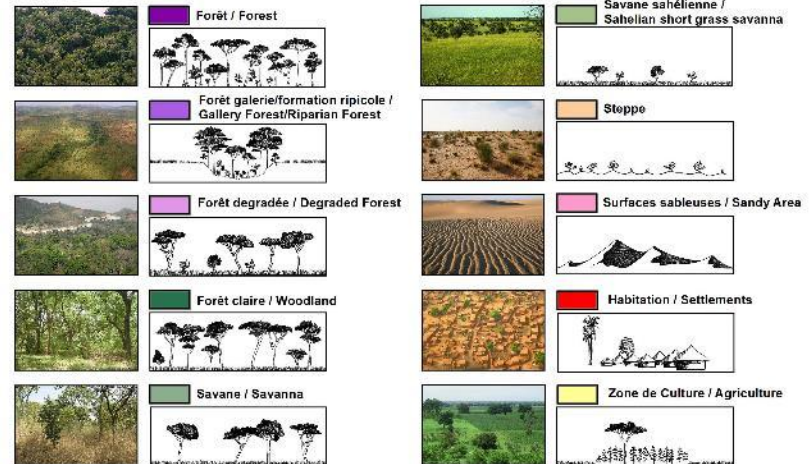 Forêt / Forest
Forêt galerie/formation ripicole /
Gallery Forest/Riparian Forest
Forêt degradée / Degraded Forest
Forêt claire / Woodland
Savane / Savanna
Savane sahélienne /
Sahelian short grass savanna
Steppe
Surfaces sableuses / Sandy Area
Habitation / Settlements
Zone de Culture / Agriculture